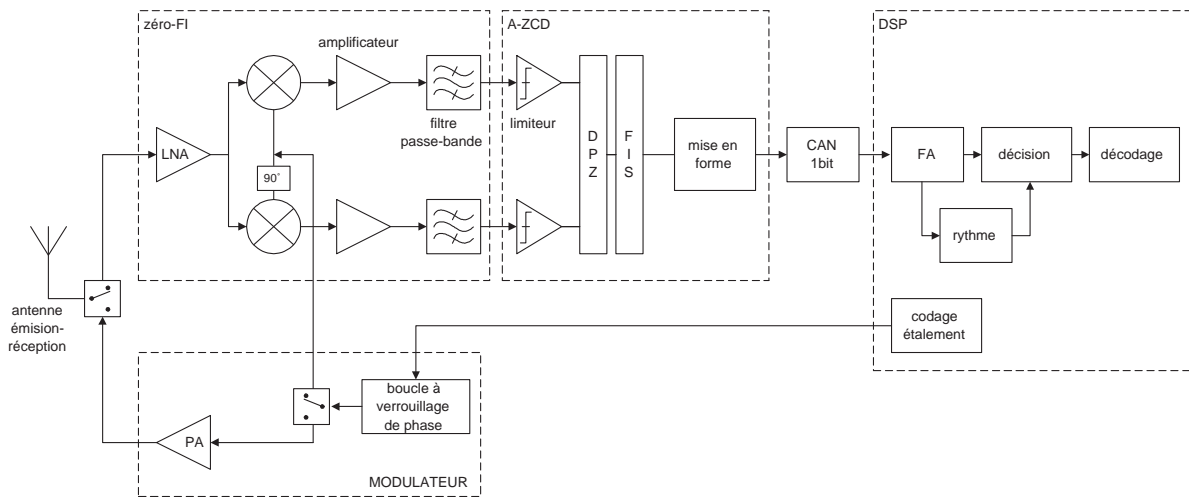 zéro-FI
A-ZCD
DSP
amplificateur
LNA
90°
filtre
passe-bande
limiteur
D
P
Z
F
I
S
mise en
forme
CAN
1bit
FA
décision
décodage
rythme
antenne
émision-
réception
codage
étalement
boucle à
verrouillage
de phase
PA
MODULATEUR